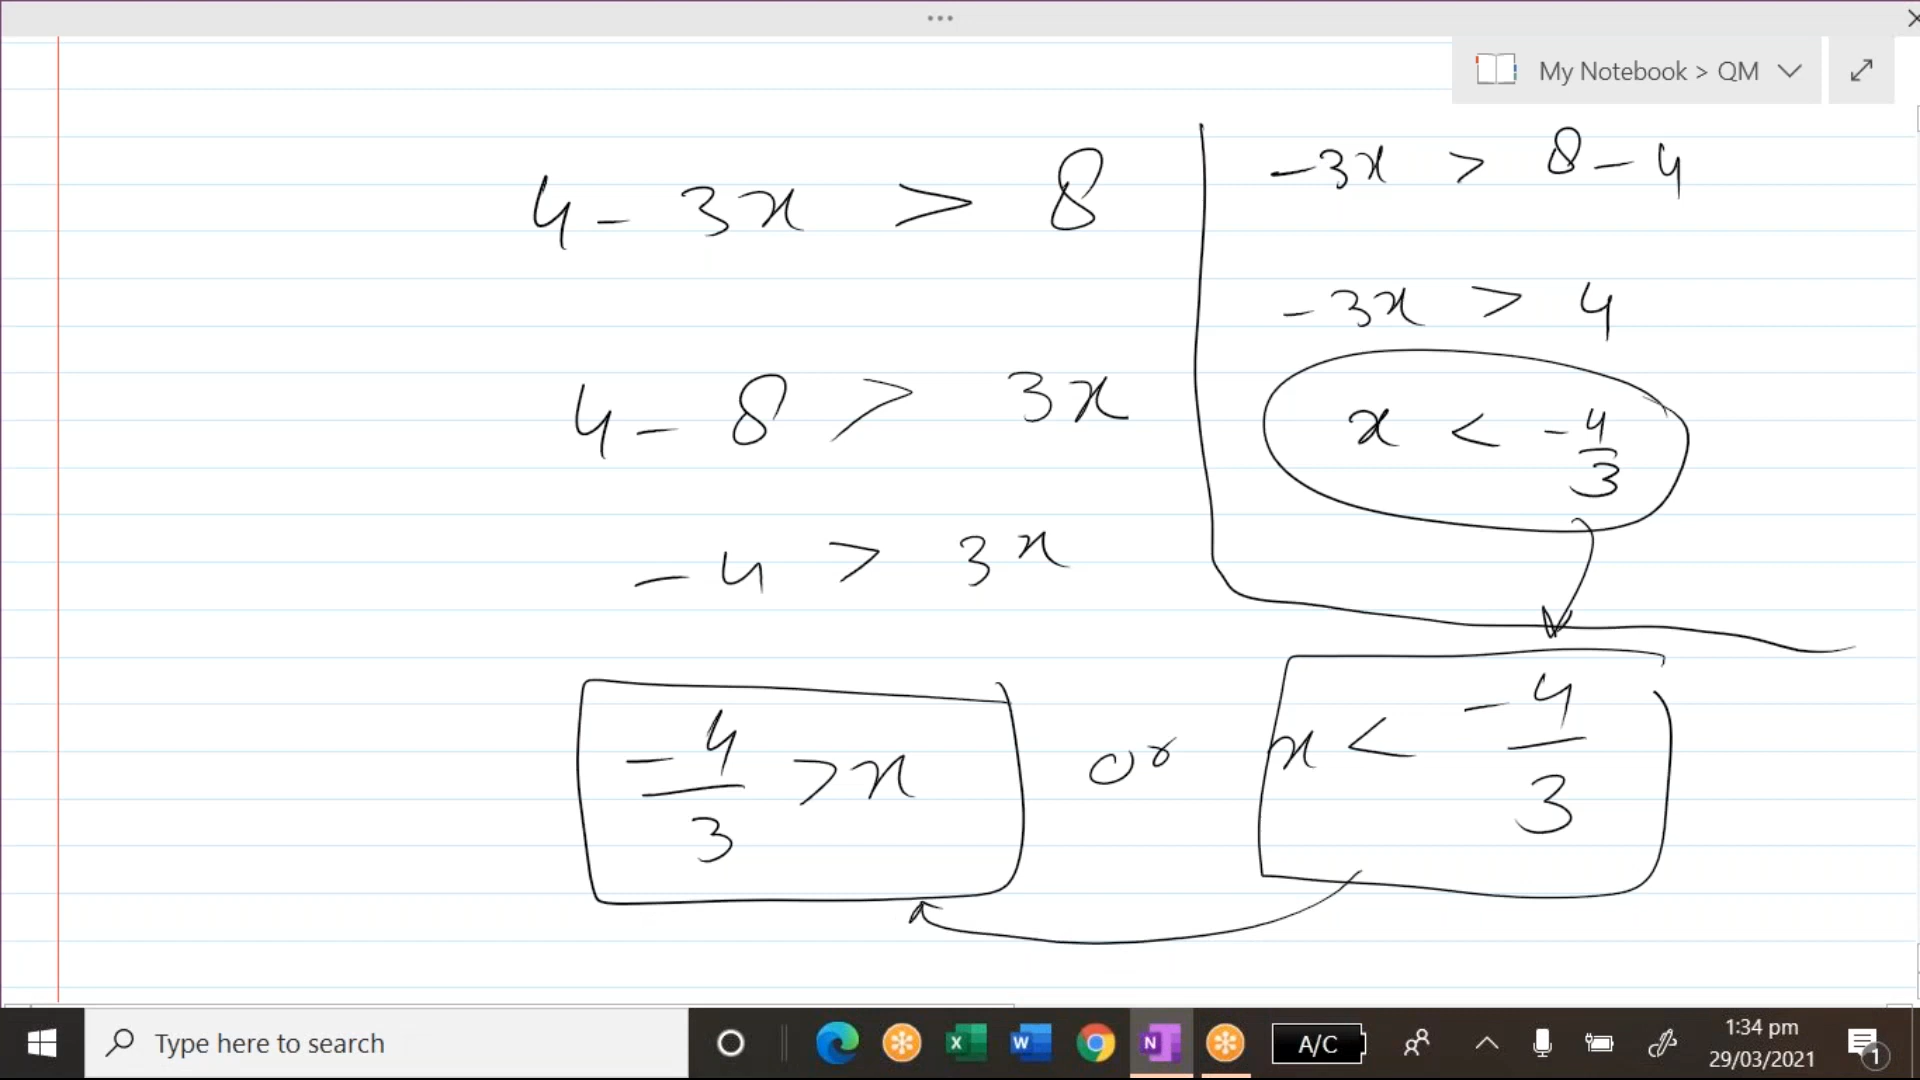 My Notebook > QM
4 - 3x > 8
4 - 8 > 3x
- 4 > 3x
- 4/3 > x or x < - 4/3
- 3x > 8 - 4
- 3x > 4
x < - 4/3
Type here to search
A/C
1:34 pm
29/03/2021
1